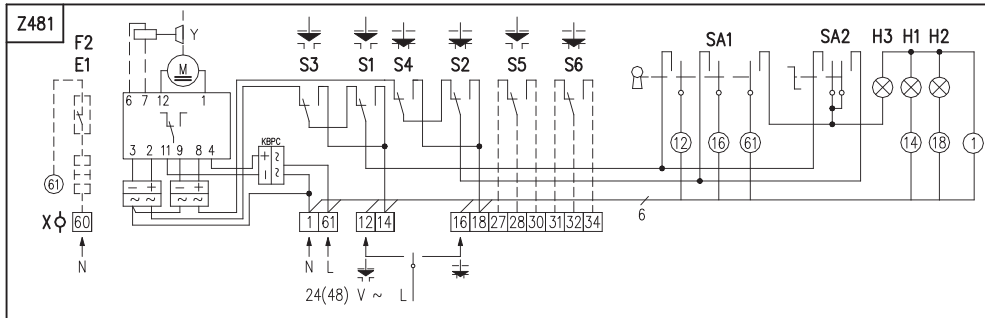 Z481
F2
E1
Y
M
6 7 12 1
3 2 11 9 8 4
KBPC
+ ~
- ~
- +
~ ~
- +
~ ~
S3 S1 S4 S2 S5 S6
SA1 SA2 H3 H1 H2
61
12 16 61 14 18 1
X 60
1 61 12 14 16 18 27 28 30 31 32 34
6
N
N L
24(48) V ~ L